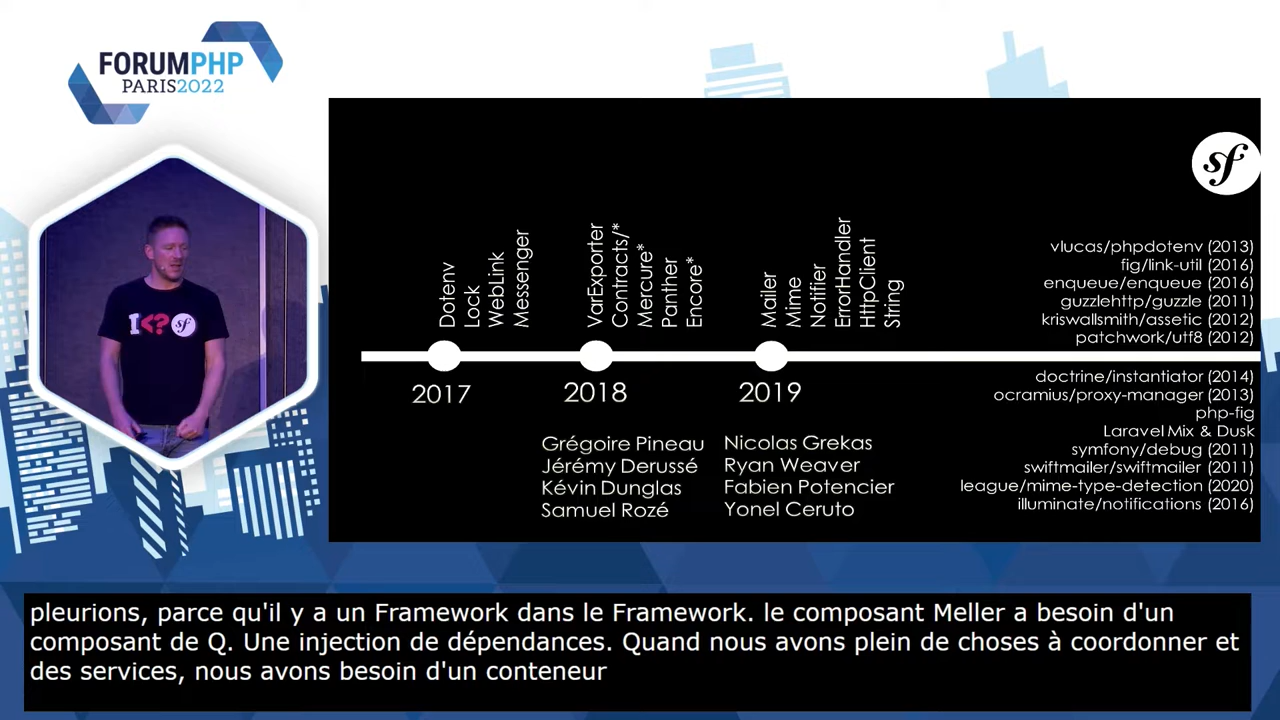 FORUMPHP
PARIS2022
I <? sf
sf
Dotenv
Lock
WebLink
Messenger
VarExporter
Contracts/*
Mercure*
Panther
Encore*
Mailer
Mime
Notifier
ErrorHandler
HttpClient
String
vlucas/phpdotenv (2013)
fig/link-util (2016)
enqueue/enqueue (2016)
guzzlehttp/guzzle (2011)
kriswallsmith/assetic (2012)
patchwork/utf8 (2012)
2017
2018
2019
Grégoire Pineau
Jérémy Derussé
Kévin Dunglas
Samuel Rozé
Nicolas Grekas
Ryan Weaver
Fabien Potencier
Yonel Ceruto
doctrine/instantiator (2014)
ocramius/proxy-manager (2013)
php-fig
Laravel Mix & Dusk
symfony/debug (2011)
swiftmailer/swiftmailer (2011)
league/mime-type-detection (2020)
illuminate/notifications (2016)
pleurions, parce qu'il y a un Framework dans le Framework. le composant Meller a besoin d'un
composant de Q. Une injection de dépendances. Quand nous avons plein de choses à coordonner et
des services, nous avons besoin d'un conteneur